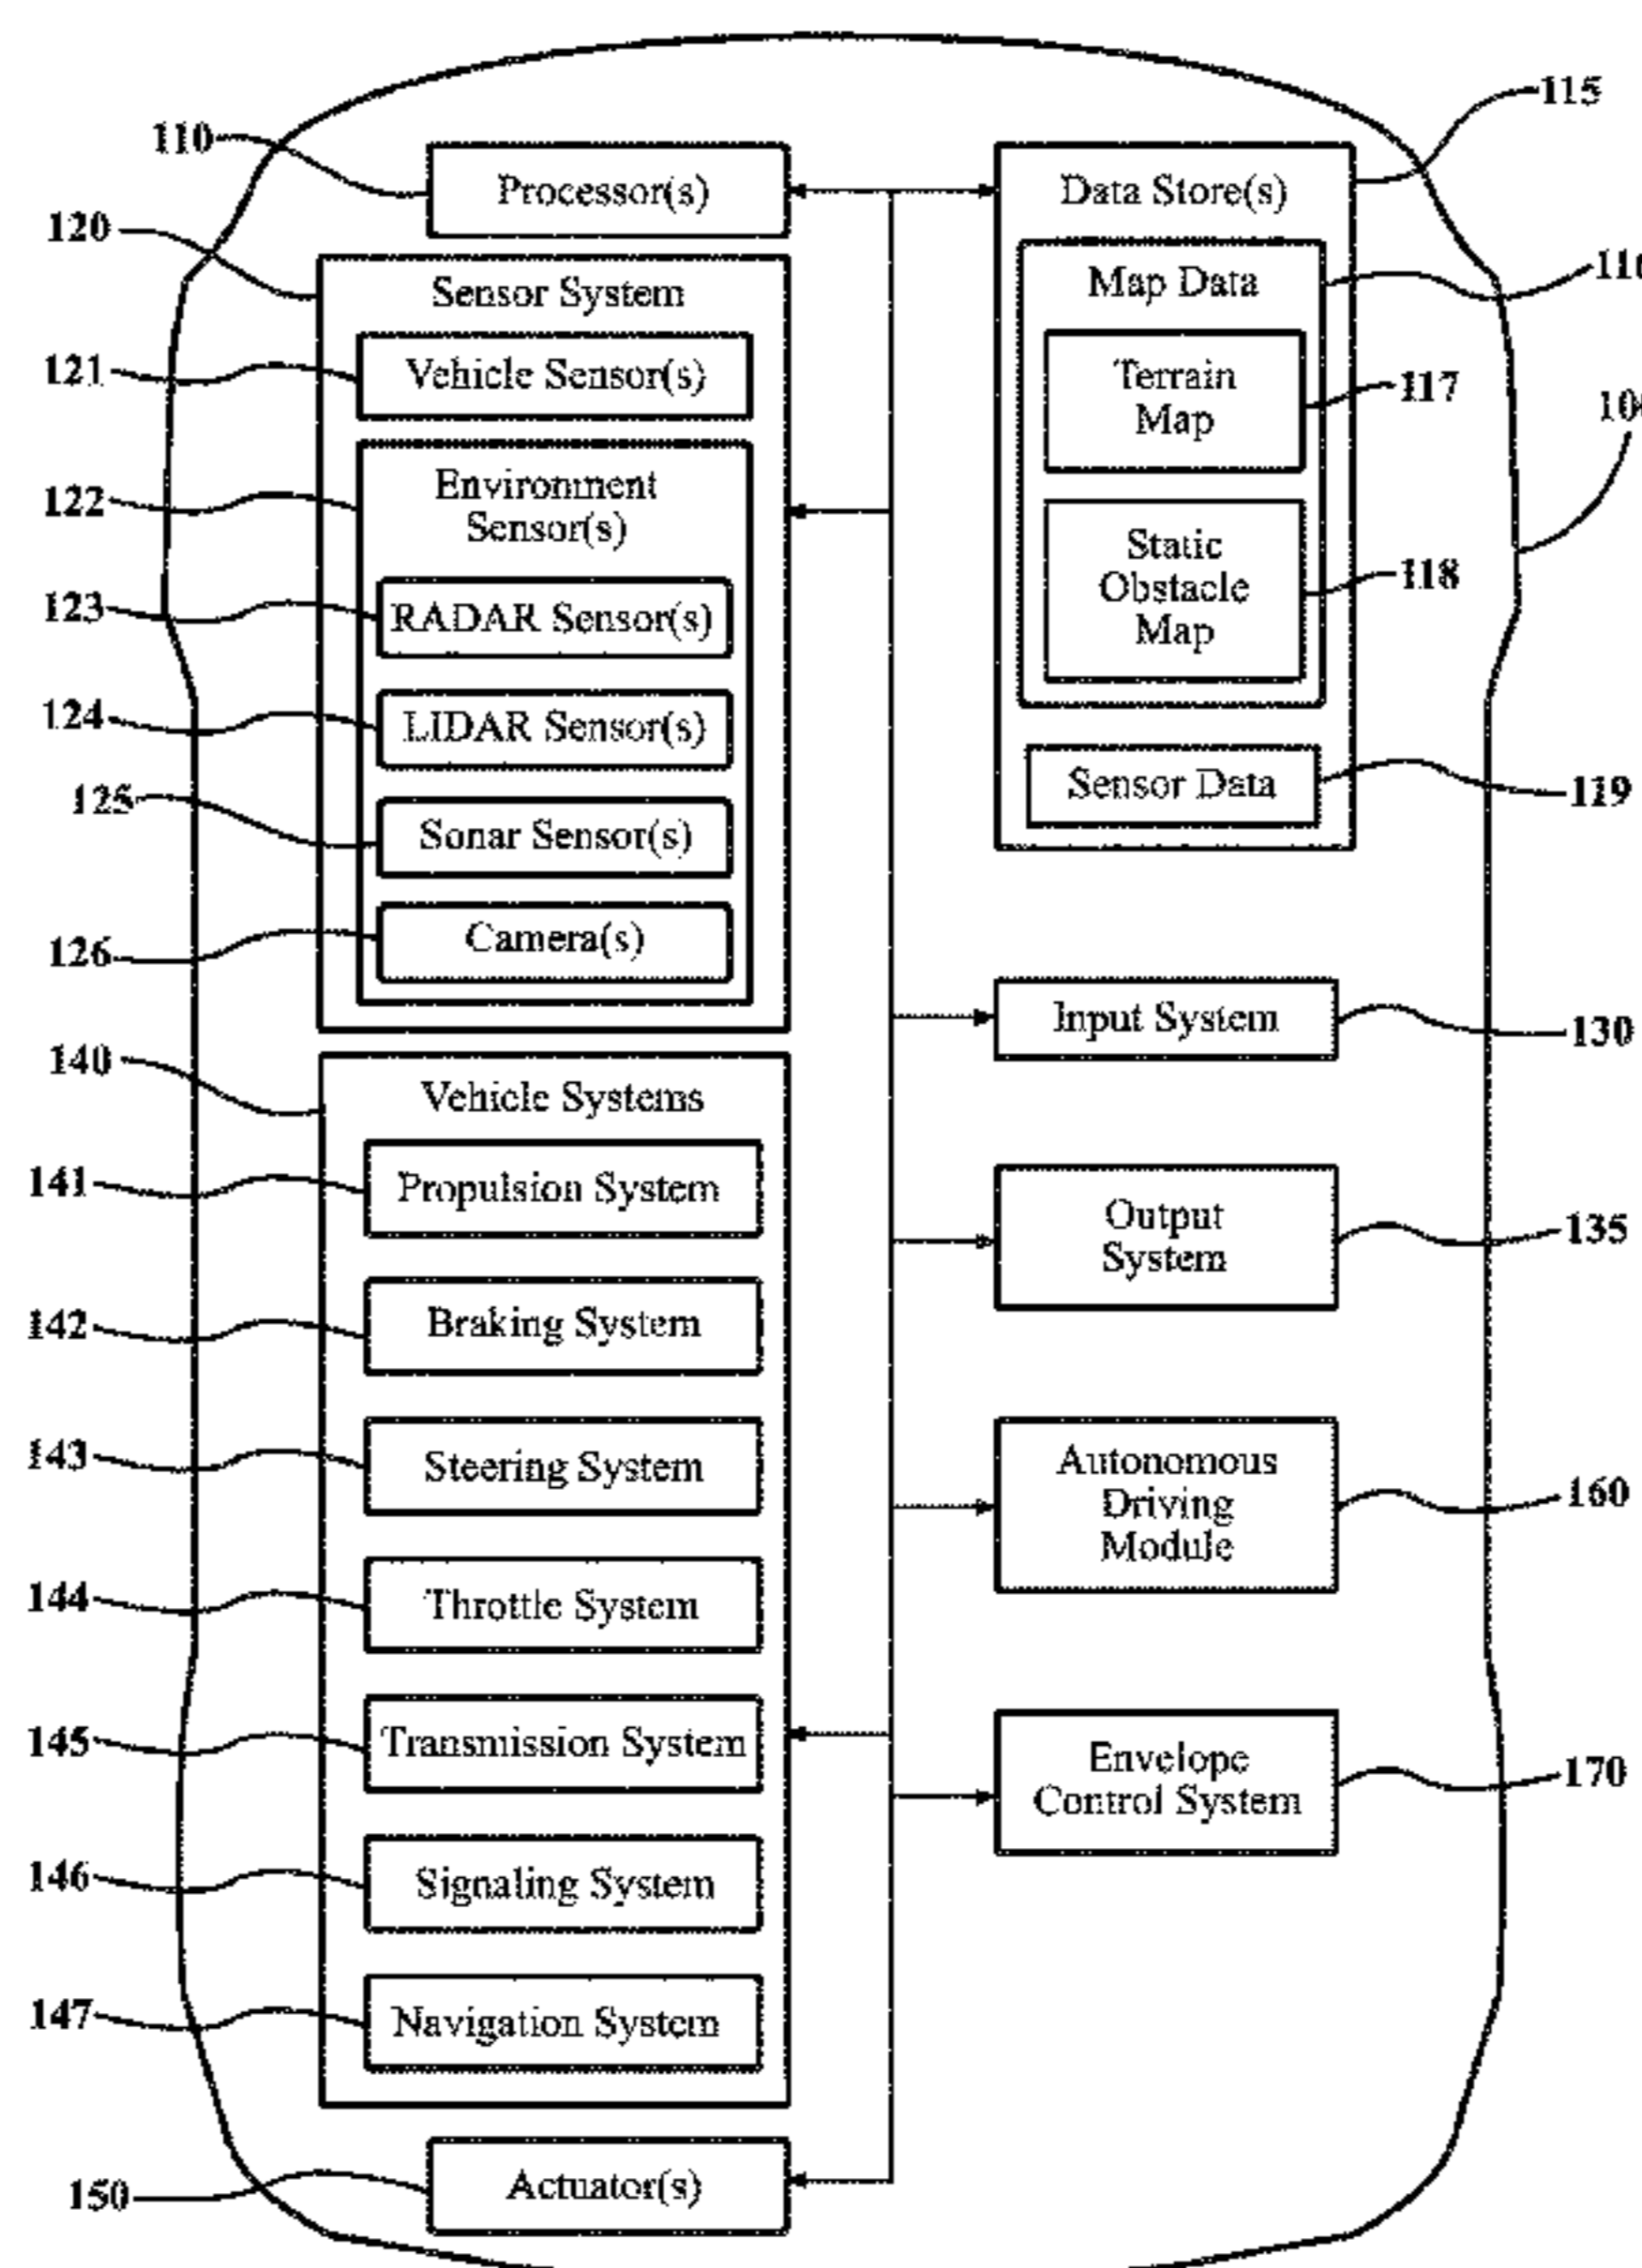 110
Processor(s)
120
Sensor System
121
Vehicle Sensor(s)
122
Environment
Sensor(s)
123
RADAR Sensor(s)
124
LIDAR Sensor(s)
125
Sonar Sensor(s)
126
Camera(s)
140
Vehicle Systems
141
Propulsion System
142
Braking System
143
Steering System
144
Throttle System
145
Transmission System
146
Signaling System
147
Navigation System
150
Actuator(s)
115
Data Store(s)
Map Data
Terrain
Map
117
Static
Obstacle
Map
118
Sensor Data
119
Input System
130
Output
System
135
Autonomous
Driving
Module
160
Envelope
Control System
170